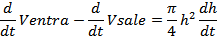 d/dt Ventra − d/dt Vsale = π/4 h² dh/dt